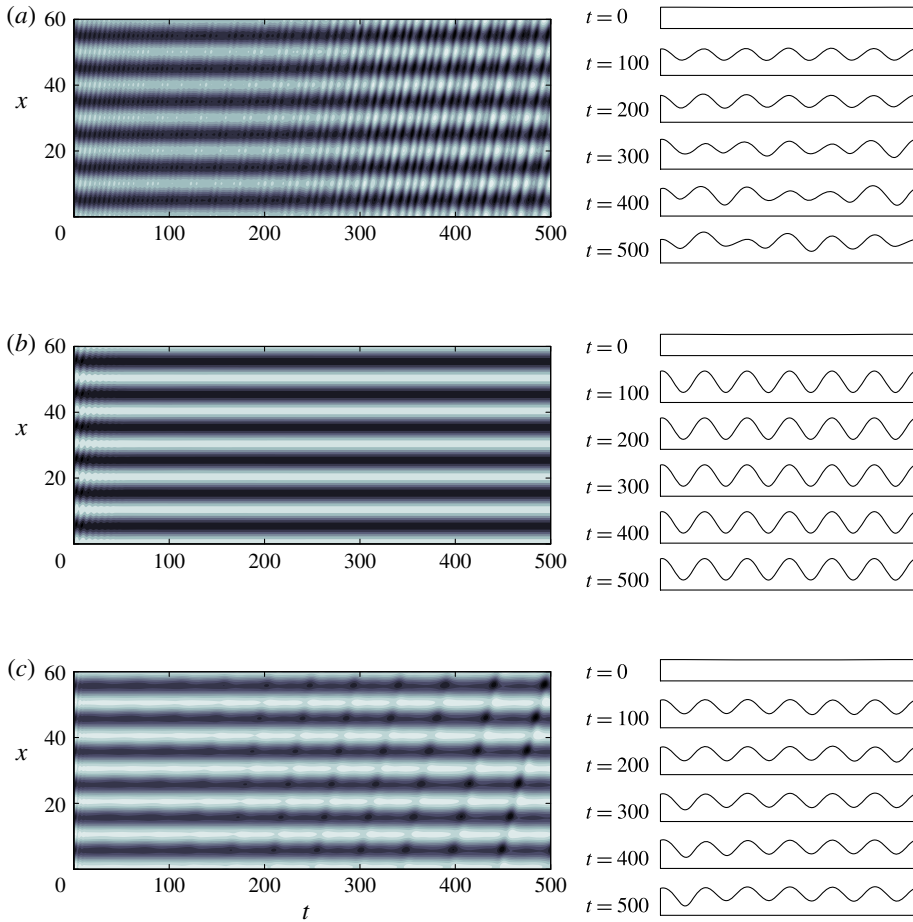 (a)
60
40
x
20
0
100
200
300
400
500
t = 0
t = 100
t = 200
t = 300
t = 400
t = 500
(b)
60
40
x
20
0
100
200
300
400
500
t = 0
t = 100
t = 200
t = 300
t = 400
t = 500
(c)
60
40
x
20
0
100
200
300
400
500
t
t = 0
t = 100
t = 200
t = 300
t = 400
t = 500